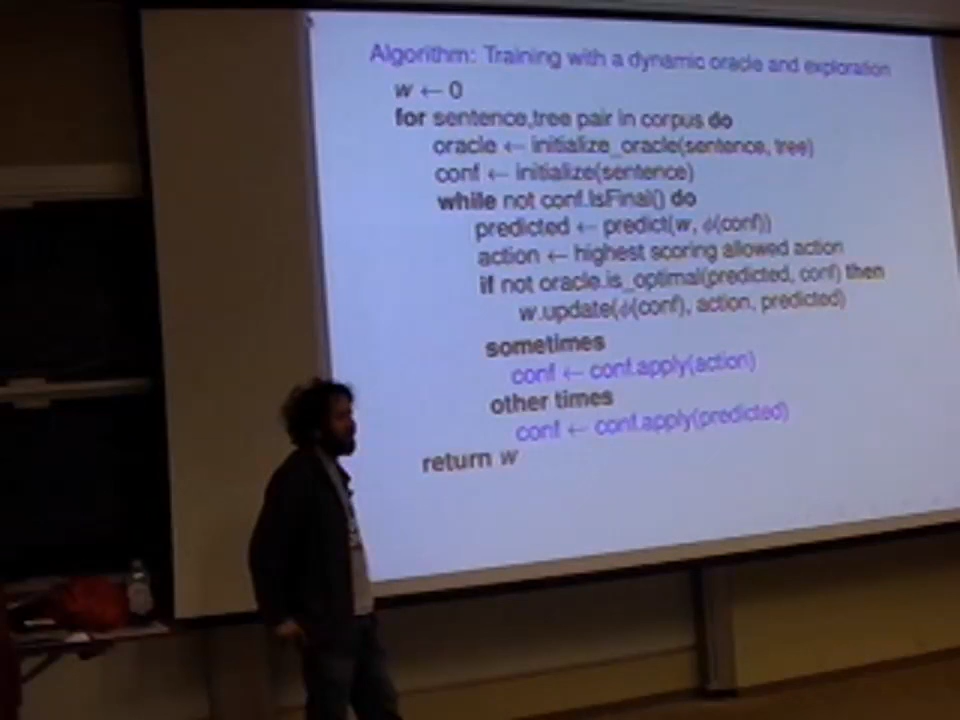 Algorithm: Training with a dynamic oracle and exploration
w ← 0
for sentence,tree pair in corpus do
oracle ← initialize_oracle(sentence, tree)
conf ← initialize(sentence)
while not conf.IsFinal() do
predicted ← predict(w, ϕ(conf))
action ← highest scoring allowed action
if not oracle.is_optimal(predicted, conf) then
w.update(ϕ(conf), action, predicted)
sometimes
conf ← conf.apply(action)
other times
conf ← conf.apply(predicted)
return w